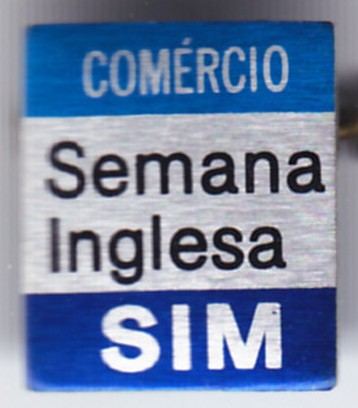 COMÉRCIO
Semana
Inglesa
SIM